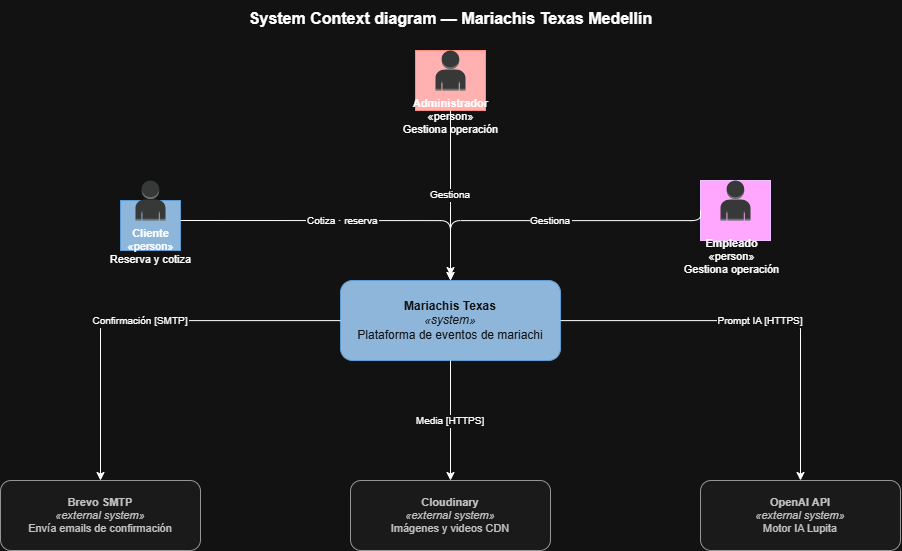 System Context diagram — Mariachis Texas Medellín
Administrador
«person»
Gestiona operación
Gestiona
Cliente
«person»
Reserva y cotiza
Cotiza · reserva
Gestiona
Empleado
«person»
Gestiona operación
Mariachis Texas
«system»
Plataforma de eventos de mariachi
Confirmación [SMTP]
Prompt IA [HTTPS]
Media [HTTPS]
Brevo SMTP
«external system»
Envía emails de confirmación
Cloudinary
«external system»
Imágenes y videos CDN
OpenAI API
«external system»
Motor IA Lupita